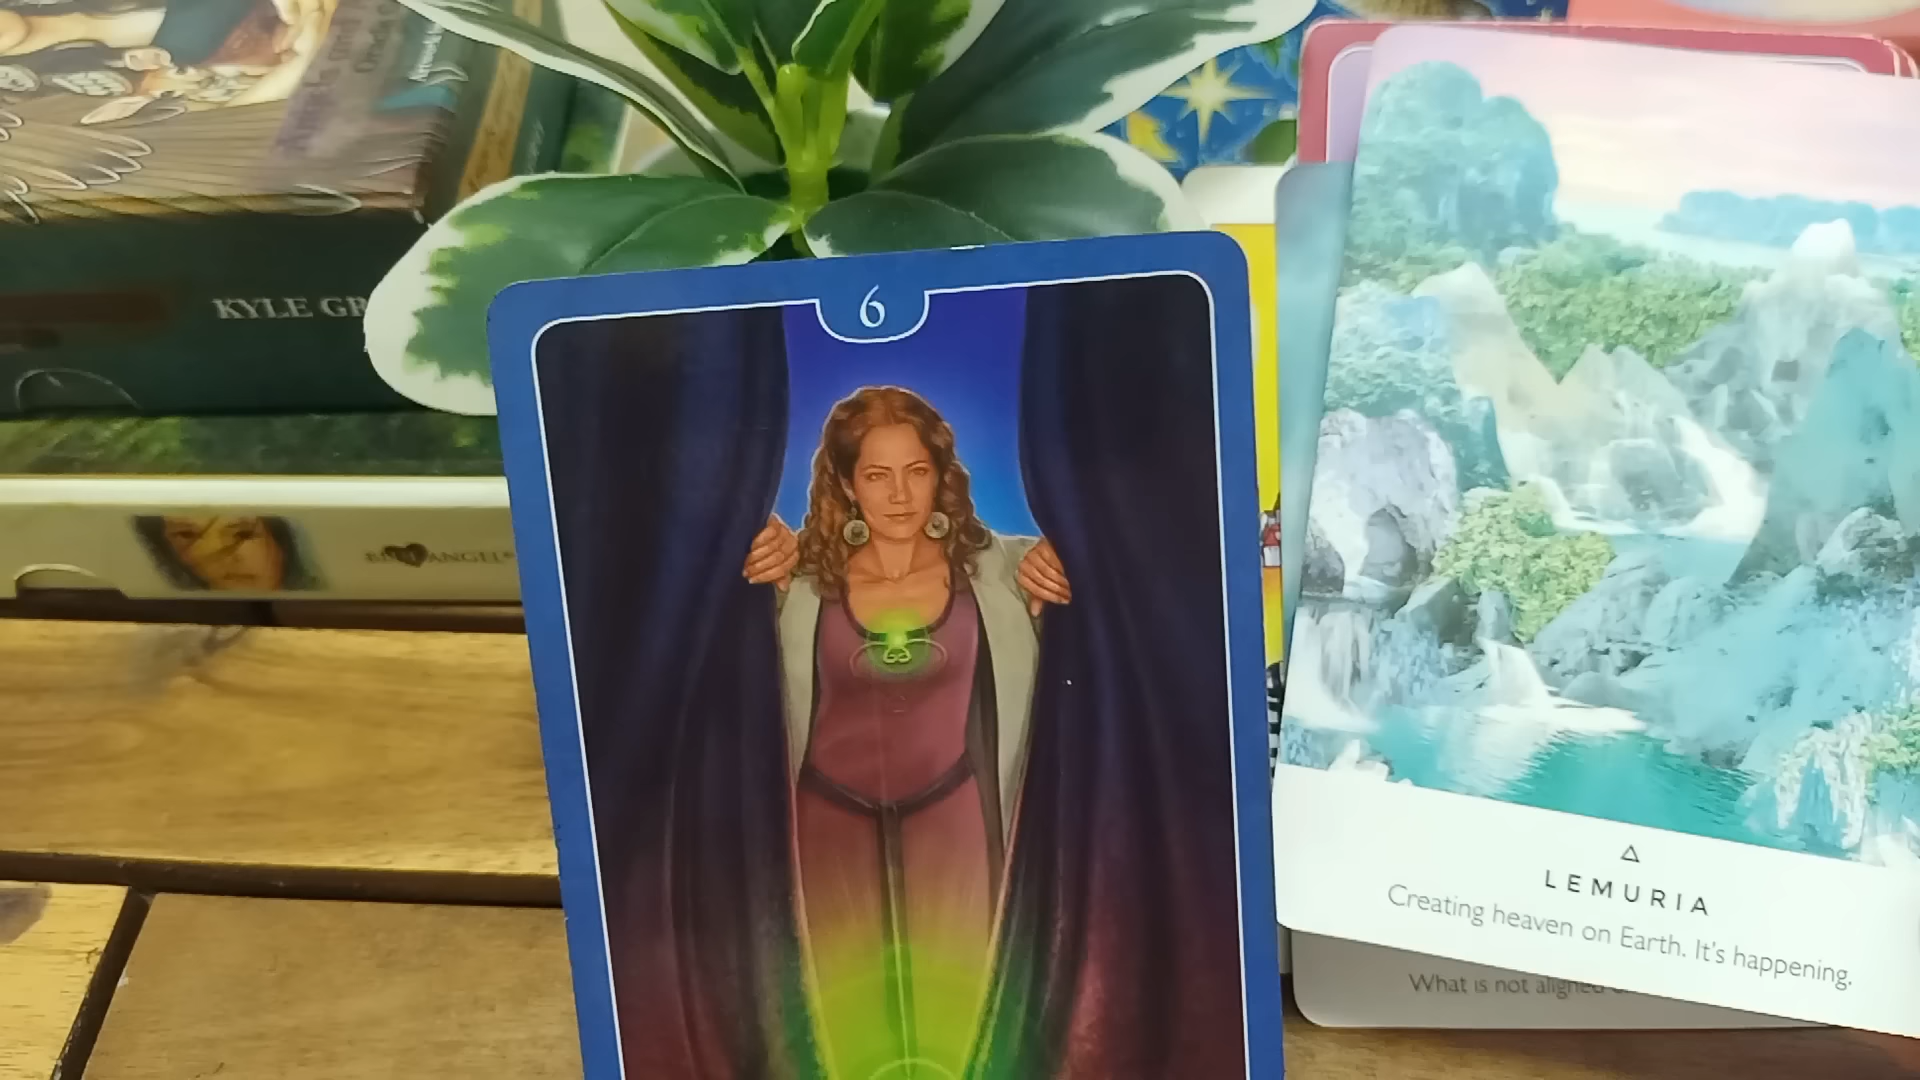 KYLE GR
6
LEMURIA
Creating heaven on Earth. It's happening.
What is not aligned